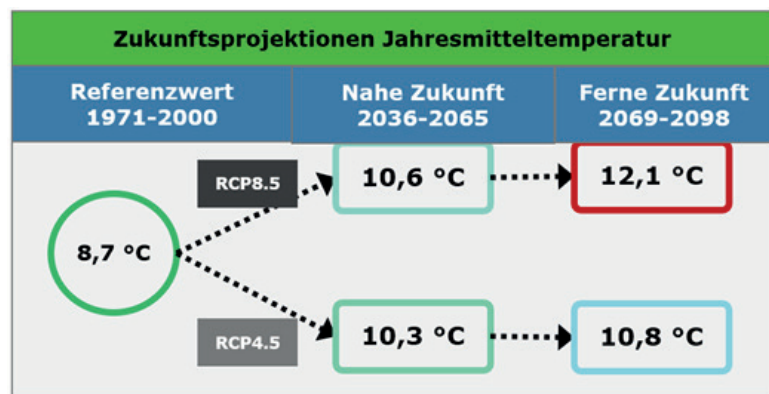 Zukunftsprojektionen Jahresmitteltemperatur
Referenzwert
1971-2000
Nahe Zukunft
2036-2065
Ferne Zukunft
2069-2098
RCP8.5
10,6 °C
12,1 °C
8,7 °C
RCP4.5
10,3 °C
10,8 °C